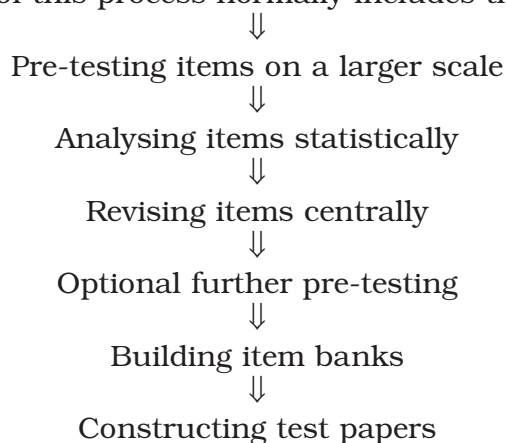 of this process normally includes
⇓
Pre-testing items on a larger scale
⇓
Analysing items statistically
⇓
Revising items centrally
⇓
Optional further pre-testing
⇓
Building item banks
⇓
Constructing test papers